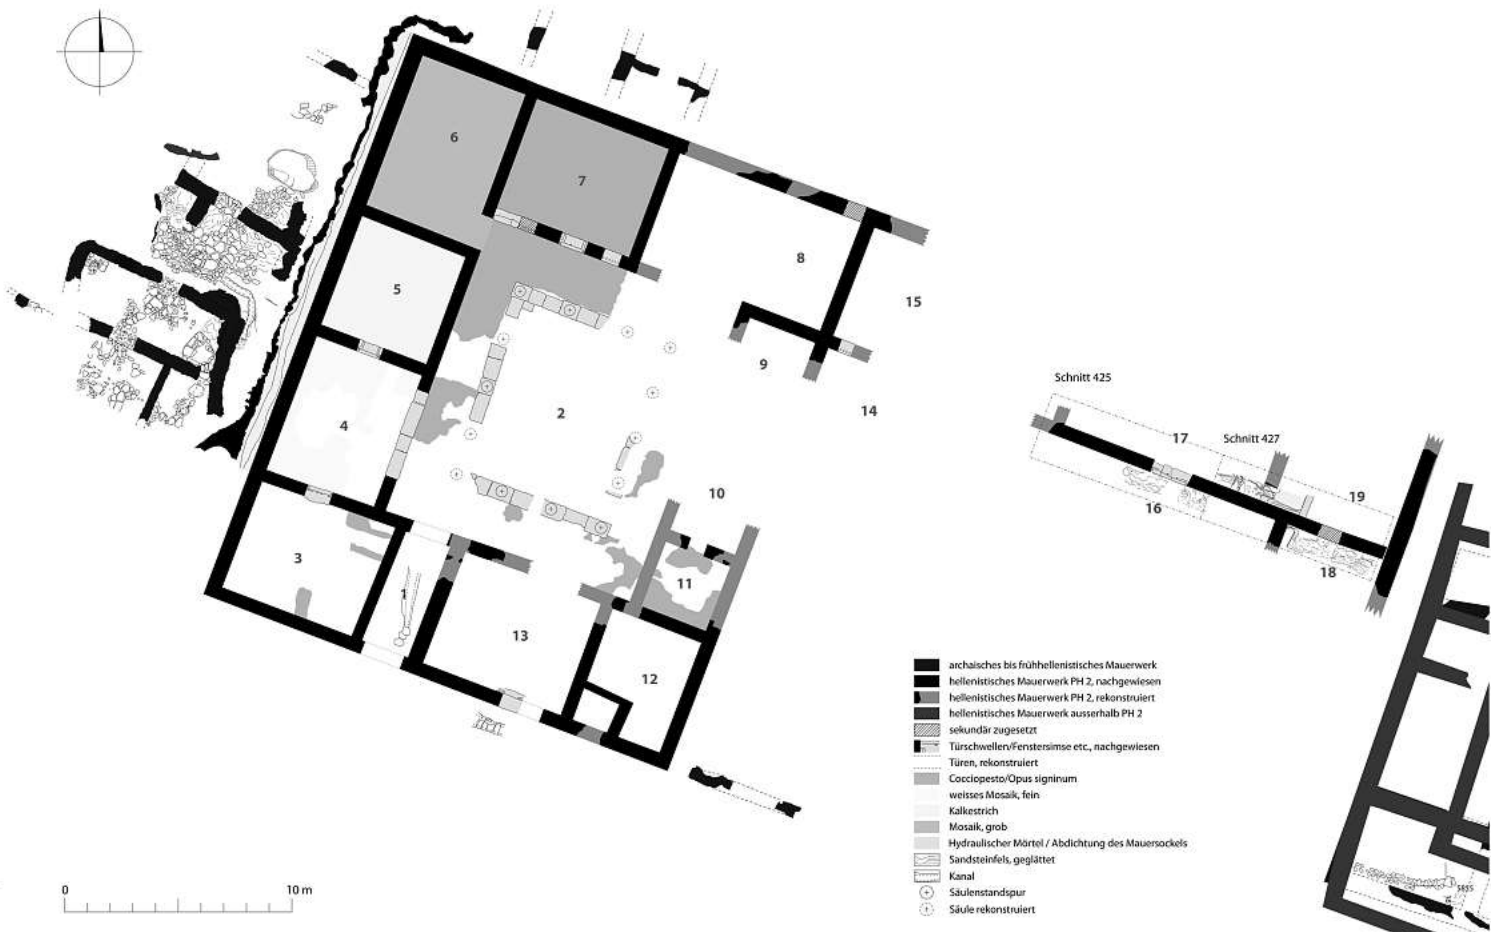 6
7
8
5
15
9
Schnitt 425
2
14
4
17
Schnitt 427
10
19
16
3
11
18
1
13
12
archaisches bis frühhellenistisches Mauerwerk
hellenistisches Mauerwerk PH 2, nachgewiesen
hellenistisches Mauerwerk PH 2, rekonstruiert
hellenistisches Mauerwerk ausserhalb PH 2
sekundär zugesetzt
Türschwellen/Fenstersimse etc., nachgewiesen
Türen, rekonstruiert
Cocciopesto/Opus signinum
weisses Mosaik, fein
Kalkestrich
Mosaik, grob
Hydraulischer Mörtel / Abdichtung des Mauersockels
Sandsteinfels, geglättet
Kanal
Säulenstandspur
Säule rekonstruiert
0 10 m